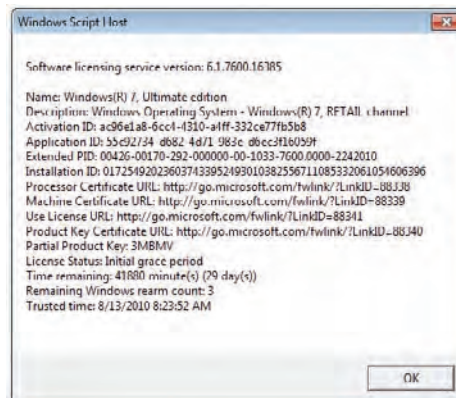 Windows Script Host
Software licensing service version: 6.1.7600.16385
Name: Windows(R) 7, Ultimate edition
Description: Windows Operating System - Windows(R) 7, RETAIL channel
Activation ID: ac96e1a8-6cc4-4310-a4ff-332ce77fb5b8
Application ID: 55c92734-d682-4d71-983e-d6ec3f16059f
Extended PID: 00426-00170-292-000000-00-1033-7600.0000-2242010
Installation ID: 017254920236037433952493010382556711085332061054606396
Processor Certificate URL: http://go.microsoft.com/fwlink/?LinkID=88338
Machine Certificate URL: http://go.microsoft.com/fwlink/?LinkID=88339
Use License URL: http://go.microsoft.com/fwlink/?LinkID=88341
Product Key Certificate URL: http://go.microsoft.com/fwlink/?LinkID=88340
Partial Product Key: 3MBMV
License Status: Initial grace period
Time remaining: 41880 minute(s) (29 day(s))
Remaining Windows rearm count: 3
Trusted time: 8/13/2010 8:23:52 AM
OK